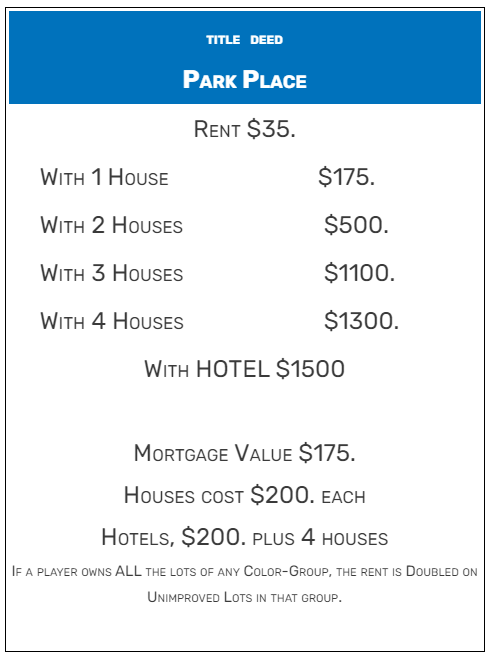 TITLE DEED
PARK PLACE
RENT $35.
WITH 1 HOUSE $175.
WITH 2 HOUSES $500.
WITH 3 HOUSES $1100.
WITH 4 HOUSES $1300.
WITH HOTEL $1500
MORTGAGE VALUE $175.
HOUSES COST $200. EACH
HOTELS, $200. PLUS 4 HOUSES
IF A PLAYER OWNS ALL THE LOTS OF ANY COLOR-GROUP, THE RENT IS DOUBLED ON
UNIMPROVED LOTS IN THAT GROUP.